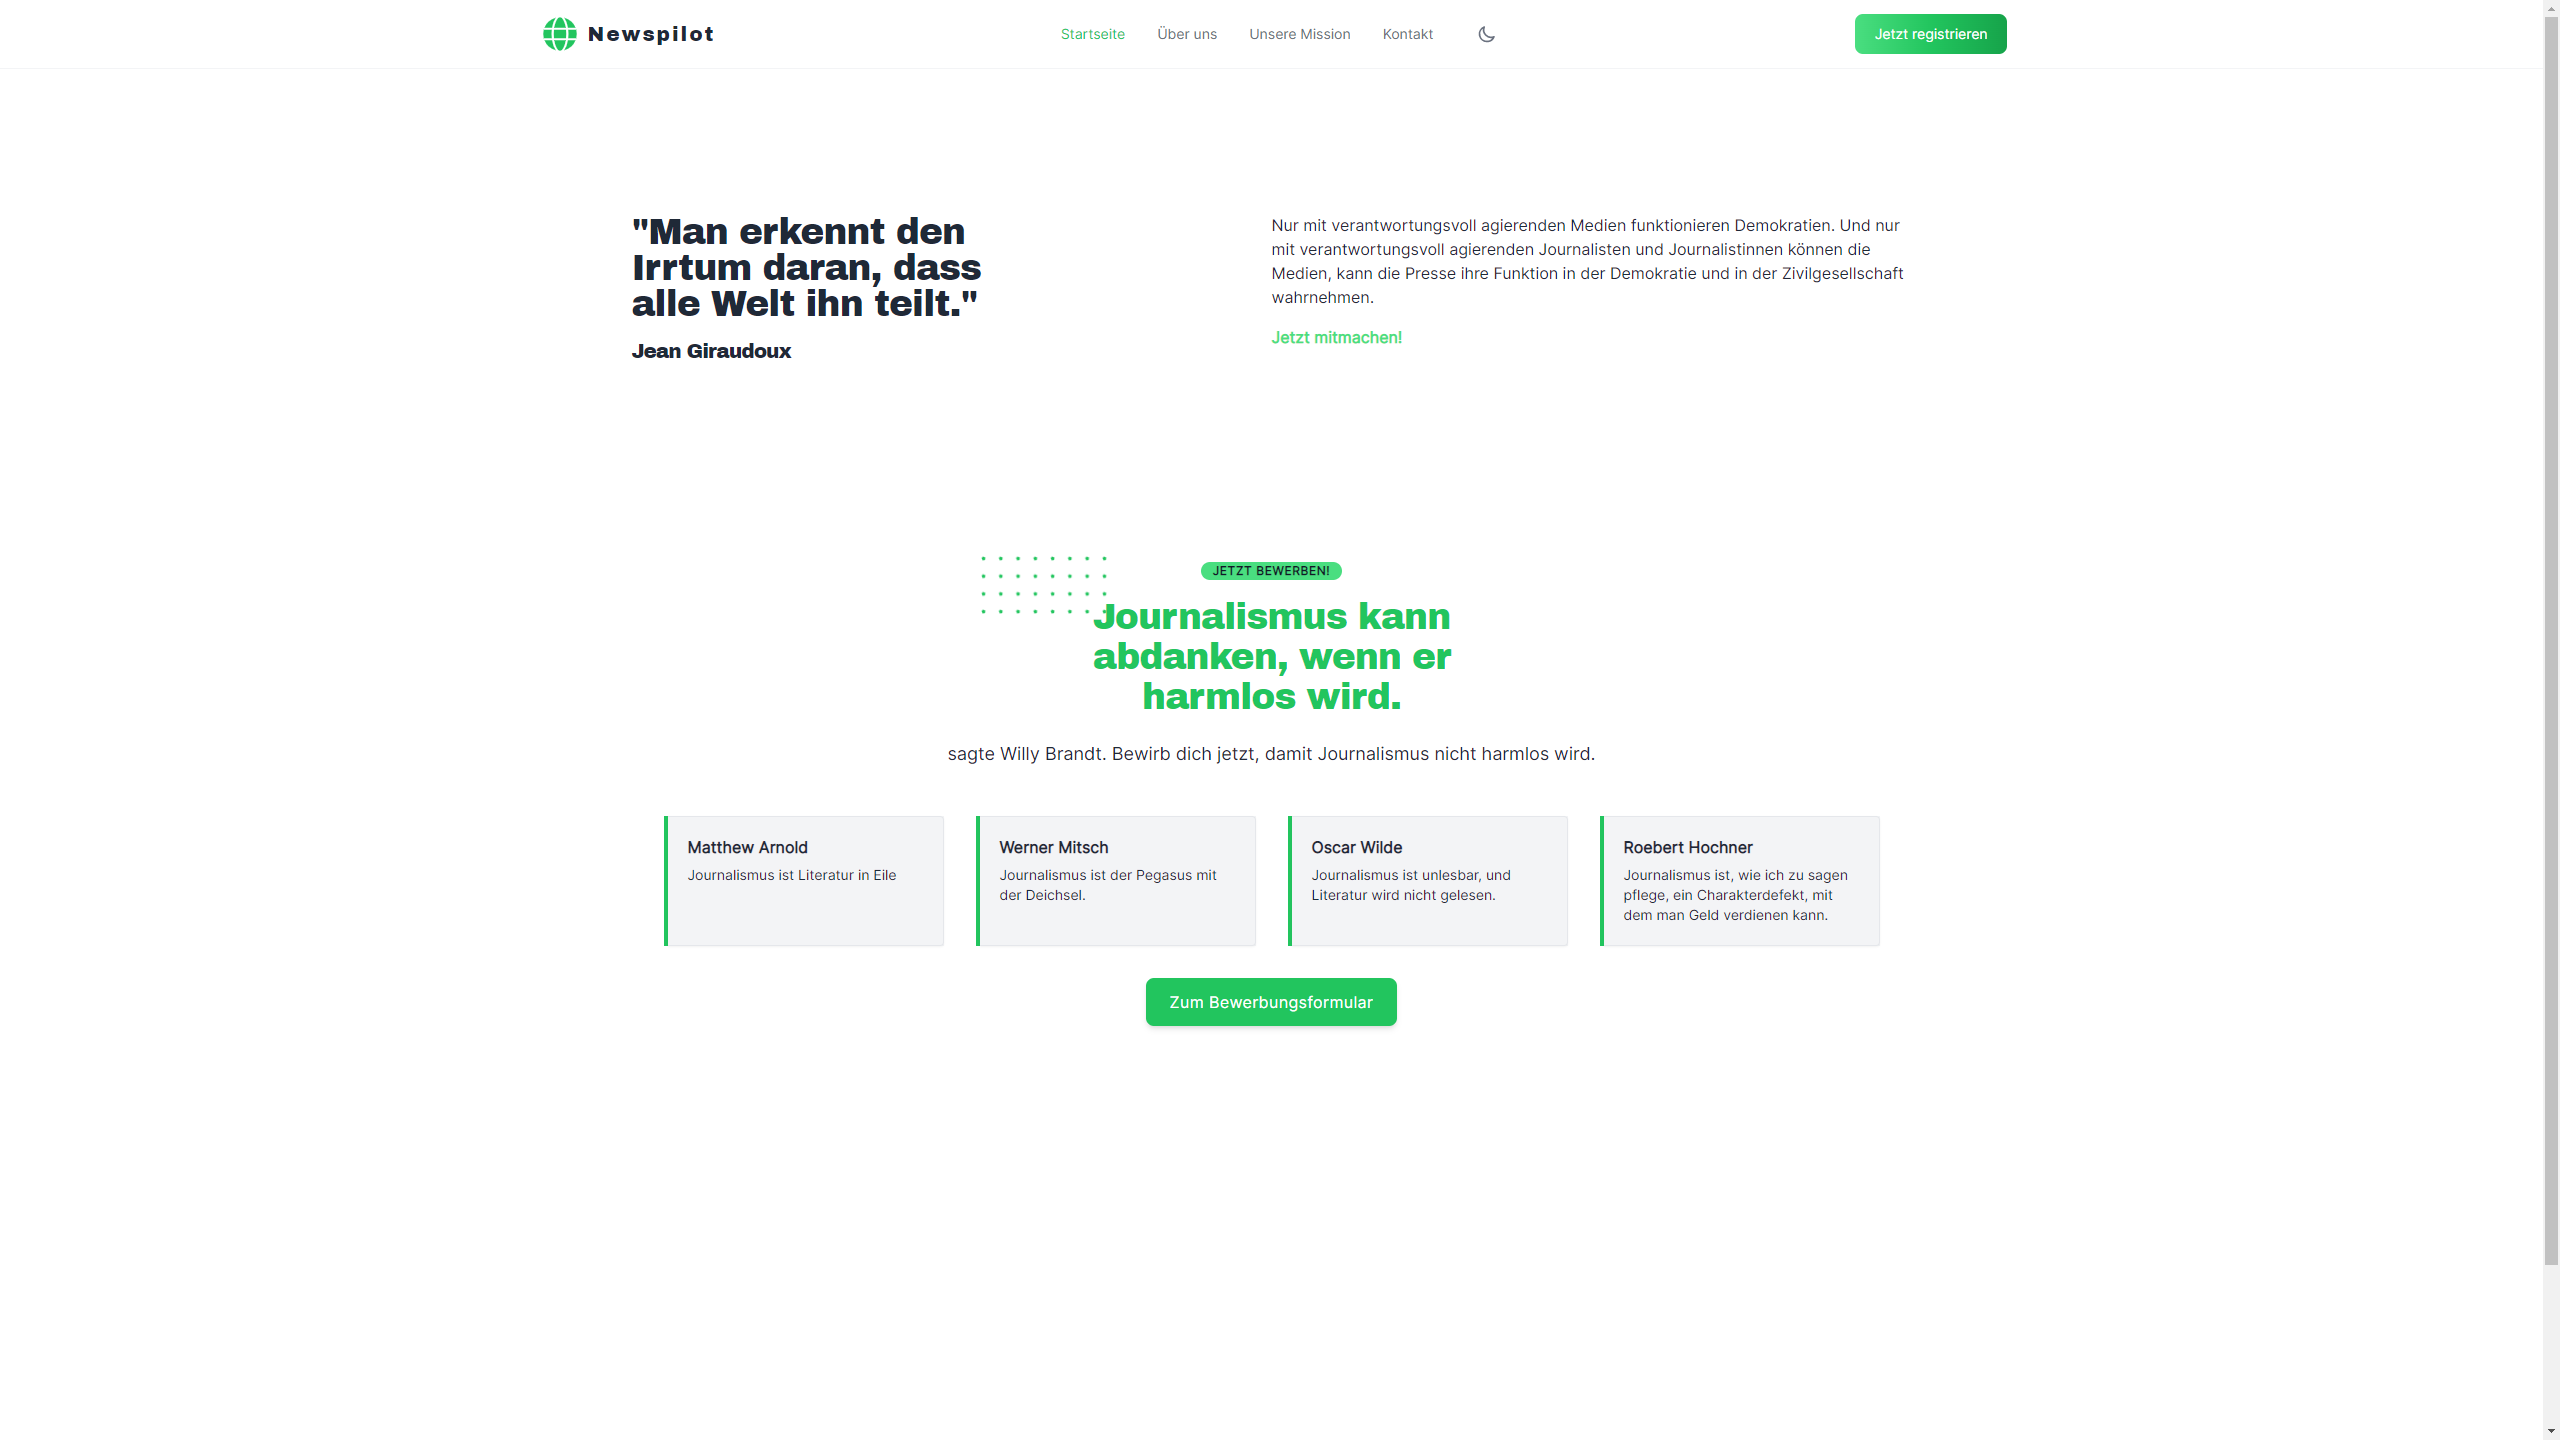 Newspilot
Startseite
Über uns
Unsere Mission
Kontakt
Jetzt registrieren
"Man erkennt den
Irrtum daran, dass
alle Welt ihn teilt."
Jean Giraudoux
Nur mit verantwortungsvoll agierenden Medien funktionieren Demokratien. Und nur
mit verantwortungsvoll agierenden Journalisten und Journalistinnen können die
Medien, kann die Presse ihre Funktion in der Demokratie und in der Zivilgesellschaft
wahrnehmen.
Jetzt mitmachen!
JETZT BEWERBEN!
Journalismus kann
abdanken, wenn er
harmlos wird.
sagte Willy Brandt. Bewirb dich jetzt, damit Journalismus nicht harmlos wird.
Matthew Arnold
Journalismus ist Literatur in Eile
Werner Mitsch
Journalismus ist der Pegasus mit
der Deichsel.
Oscar Wilde
Journalismus ist unlesbar, und
Literatur wird nicht gelesen.
Roebert Hochner
Journalismus ist, wie ich zu sagen
pflege, ein Charakterdefekt, mit
dem man Geld verdienen kann.
Zum Bewerbungsformular